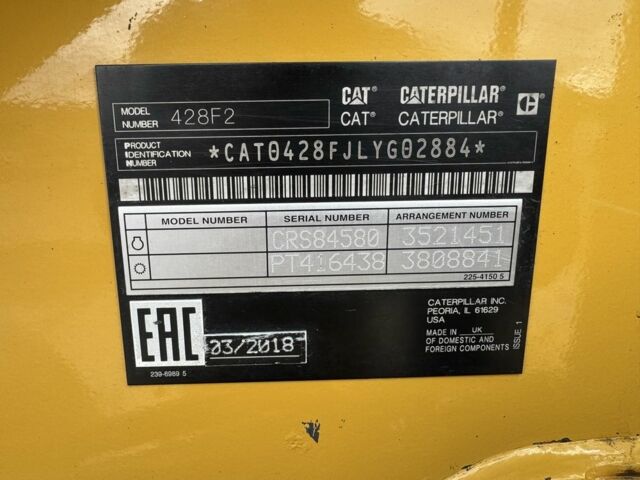 CAT® CATERPILLAR® C
MODEL NUMBER 428F2 CAT® CATERPILLAR®
PRODUCT IDENTIFICATION NUMBER *CAT0428FJLYG02884*
MODEL NUMBER SERIAL NUMBER ARRANGEMENT NUMBER
CRS84580 3521451
PT416438 3808841
225-4150 5
EAC 03/2018
CATERPILLAR INC.
PEORIA, IL 61629
USA
MADE IN UK
OF DOMESTIC AND
FOREIGN COMPONENTS
ISSUE 1
239-6969 5